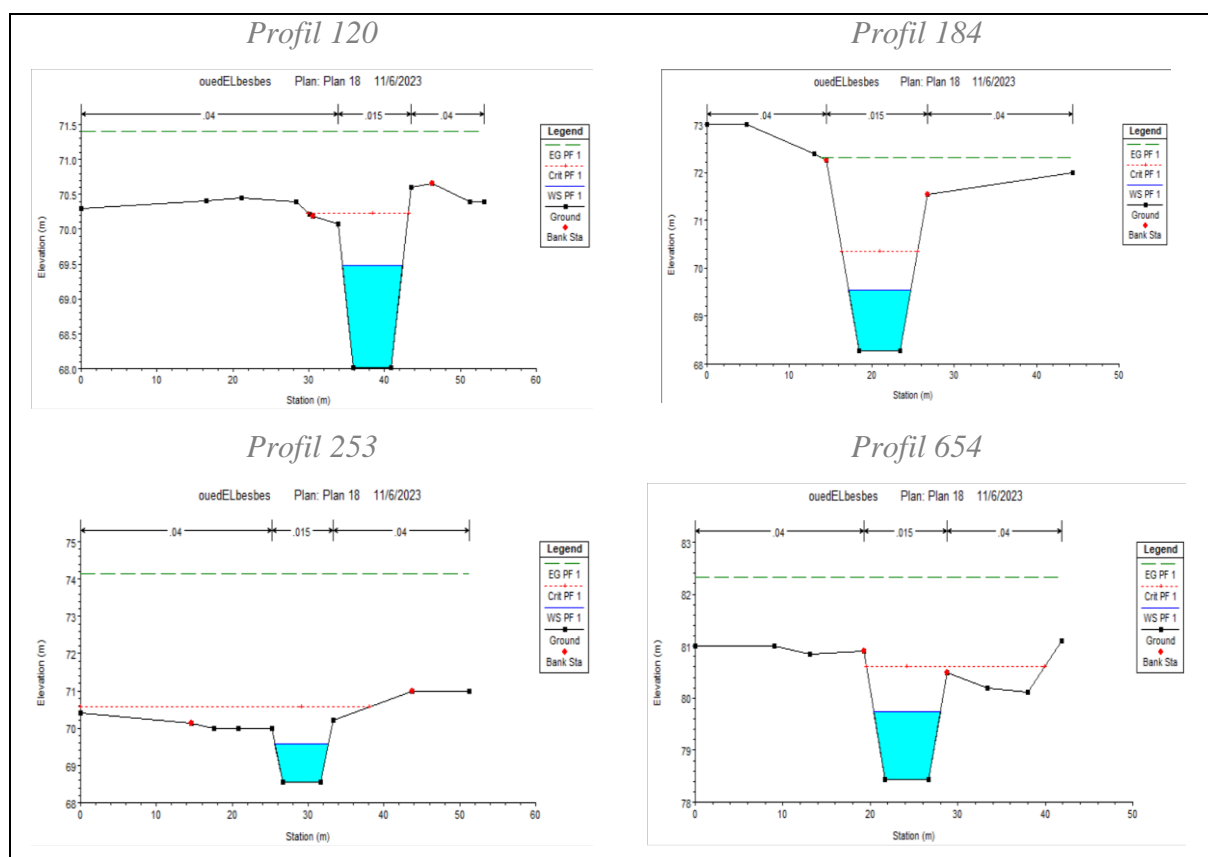 Profil 120
ouedELbesbes Plan: Plan 18 11/6/2023
.04 .015 .04
71.5
71.0
70.5
70.0
69.5
69.0
68.5
68.0
Elevation (m)
0 10 20 30 40 50 60
Station (m)
Legend
EG PF 1
Crit PF 1
WS PF 1
Ground
Bank Sta
Profil 184
ouedELbesbes Plan: Plan 18 11/6/2023
.04 .015 .04
73
72
71
70
69
68
Elevation (m)
0 10 20 30 40 50
Station (m)
Legend
EG PF 1
Crit PF 1
WS PF 1
Ground
Bank Sta
Profil 253
ouedELbesbes Plan: Plan 18 11/6/2023
.04 .015 .04
75
74
73
72
71
70
69
68
Elevation (m)
0 10 20 30 40 50 60
Station (m)
Legend
EG PF 1
Crit PF 1
WS PF 1
Ground
Bank Sta
Profil 654
ouedELbesbes Plan: Plan 18 11/6/2023
.04 .015 .04
83
82
81
80
79
78
Elevation (m)
0 10 20 30 40 50
Station (m)
Legend
EG PF 1
Crit PF 1
WS PF 1
Ground
Bank Sta